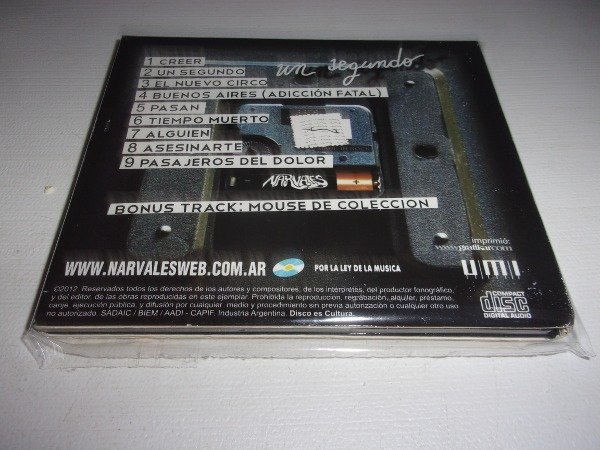 1 CREER
un segundo
2 UN SEGUNDO
3 EL NUEVO CIRCO
4 BUENOS AIRES (ADICCIÓN FATAL)
5 PASAN
6 TIEMPO MUERTO
7 ALGUIEN
8 ASESINARTE
9 PASAJEROS DEL DOLOR
NARVALES
BONUS TRACK: MOUSE DE COLECCION
imprimió:
WWW.NARVALESWEB.COM.AR
POR LA LEY DE LA MUSICA
UMI
©2012. Reservados todos los derechos de los autores y compositores, de los intérpretes, del productor fonográfico,
y del editor, de las obras reproducidas en este ejemplar. Prohibida la reproducción, regrabación, alquiler, préstamo,
canje, ejecución pública, y difusión por cualquier medio y procedimiento sin previa autorización o cualquier otro uso
no autorizado. SADAIC / BIEM / AADI - CAPIF. Industria Argentina. Disco es Cultura.
COMPACT
disc
DIGITAL AUDIO